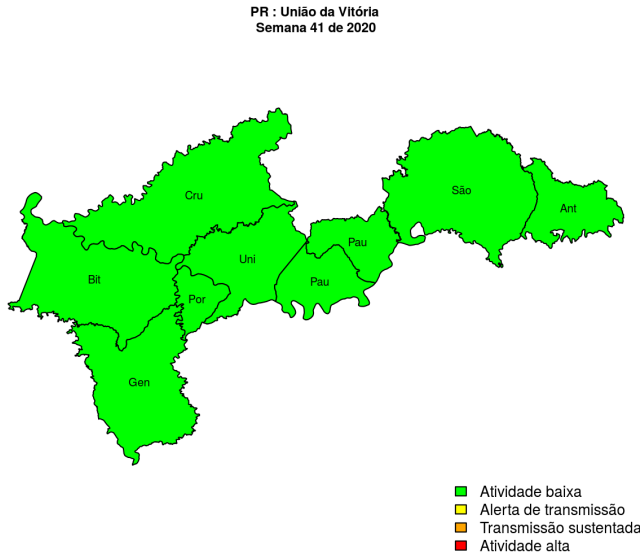 PR : União da Vitória
Semana 41 de 2020
Cru
São
Ant
Pau
Uni
Bit
Pau
Por
Gen
Atividade baixa
Alerta de transmissão
Transmissão sustentada
Atividade alta